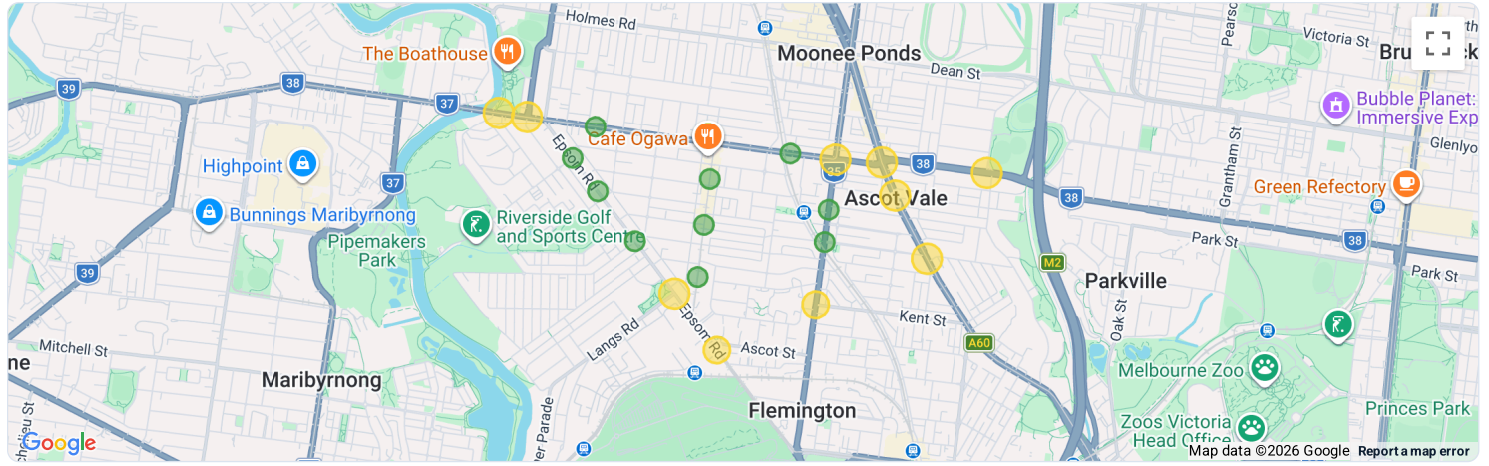 Holmes Rd
Pearso
Victoria St
The Boathouse
Moonee Ponds
Brunswick
Dean St
39
38
37
Bubble Planet:
Immersive Exp
Epsom Rd
Cafe Ogawa
Glenlyo
Highpoint
35
38
Grantham St
37
Ascot Vale
Green Refectory
38
Bunnings Maribyrnong
Riverside Golf
and Sports Centre
Pipemakers
Park
Park St
38
39
M2
Parkville
Park St
Langs Rd
Epsom Rd
Kent St
Oak St
A60
Mitchell St
Ascot St
ne
Maribyrnong
Melbourne Zoo
Flemington
Princes Park
Zoos Victoria
Head Office
Google
Map data ©2026 Google
Report a map error